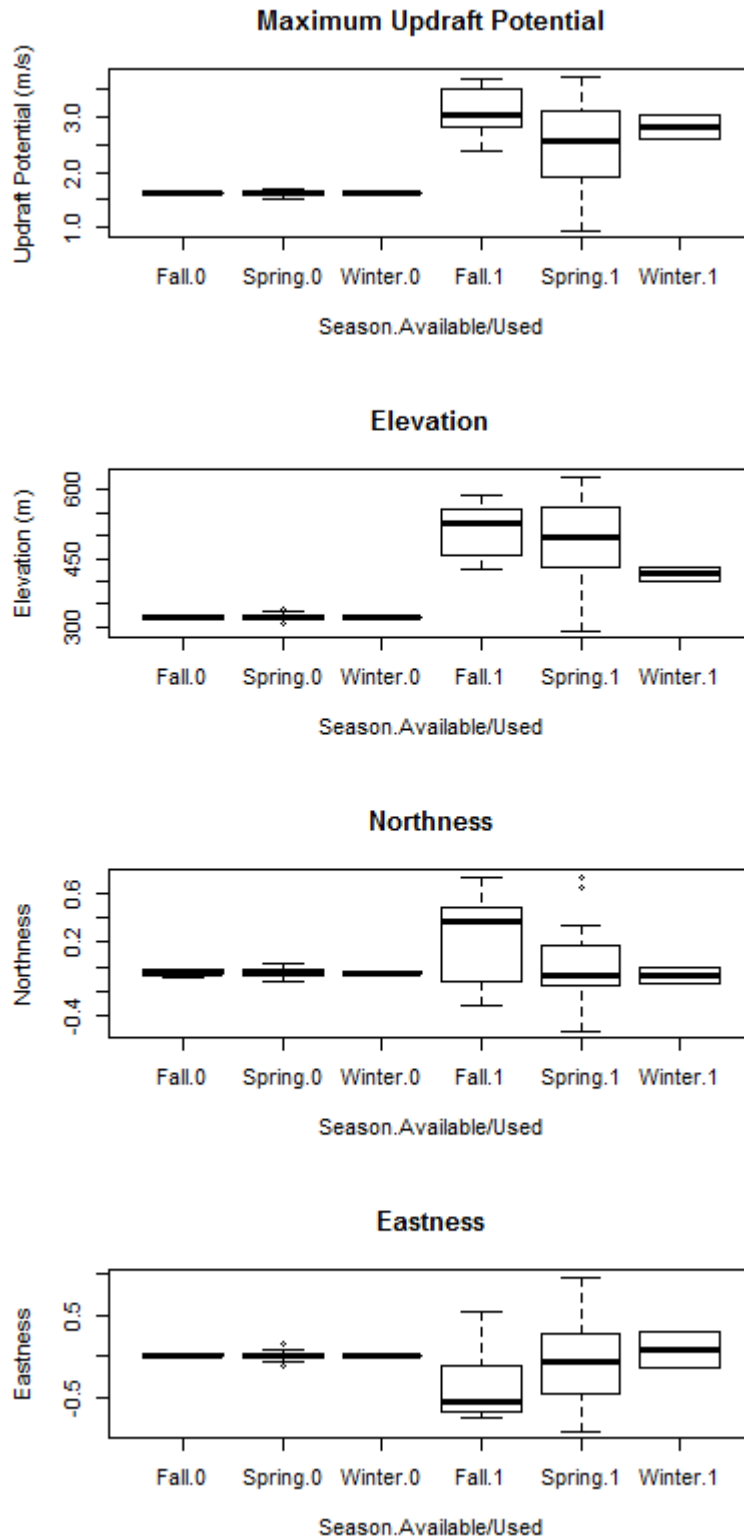 Maximum Updraft Potential
Updraft Potential (m/s)
3.0
2.0
1.0
Fall.0 Spring.0 Winter.0 Fall.1 Spring.1 Winter.1
Season.Available/Used
Elevation
Elevation (m)
600
450
300
Fall.0 Spring.0 Winter.0 Fall.1 Spring.1 Winter.1
Season.Available/Used
Northness
Northness
0.6
0.2
-0.4
Fall.0 Spring.0 Winter.0 Fall.1 Spring.1 Winter.1
Season.Available/Used
Eastness
Eastness
0.5
-0.5
Fall.0 Spring.0 Winter.0 Fall.1 Spring.1 Winter.1
Season.Available/Used